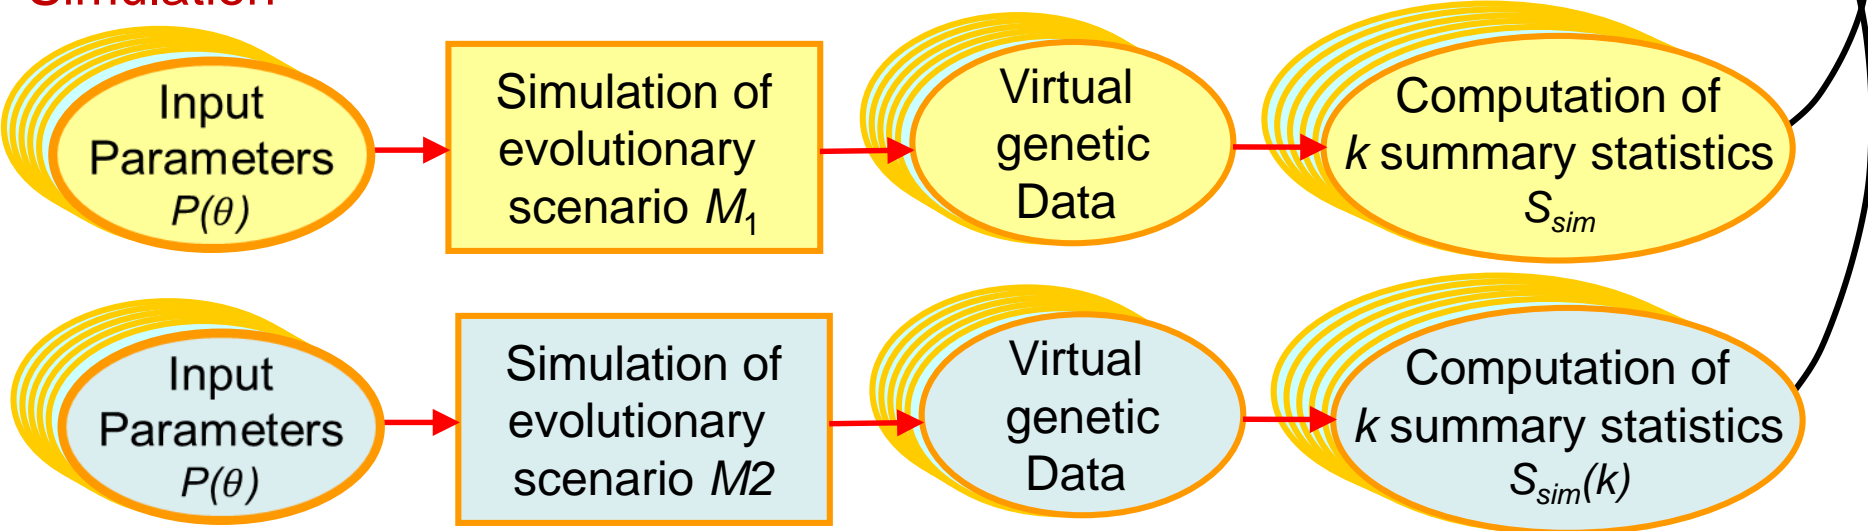 Simulation
Input
Parameters
P(θ)
Simulation of
evolutionary
scenario M₁
Virtual
genetic
Data
Computation of
k summary statistics
Ssim
Input
Parameters
P(θ)
Simulation of
evolutionary
scenario M2
Virtual
genetic
Data
Computation of
k summary statistics
Ssim(k)